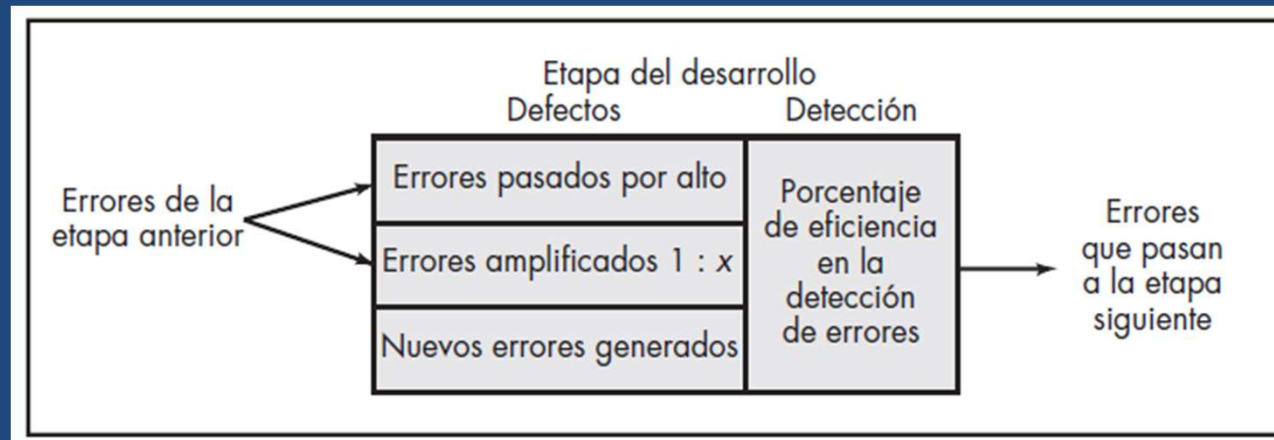 Etapa del desarrollo
Defectos
Detección
Errores de la
etapa anterior
Errores pasados por alto
Errores amplificados 1 : x
Nuevos errores generados
Porcentaje
de eficiencia
en la
detección
de errores
Errores
que pasan
a la etapa
siguiente